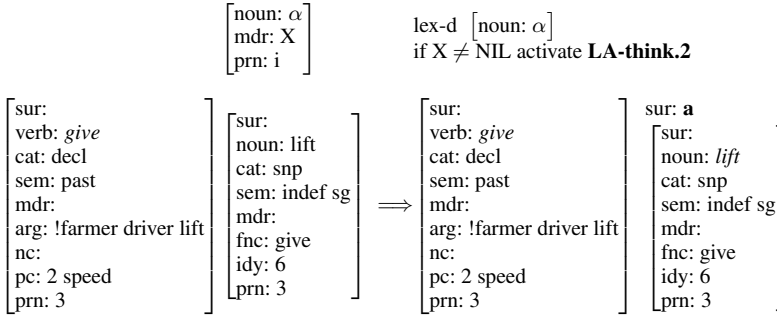 noun: α
mdr: X
prn: i
lex-d [noun: α]
if X ≠ NIL activate LA-think.2
sur:
verb: give
cat: decl
sem: past
mdr:
arg: !farmer driver lift
nc:
pc: 2 speed
prn: 3
sur:
noun: lift
cat: snp
sem: indef sg
mdr:
fnc: give
idy: 6
prn: 3
⟹
sur:
verb: give
cat: decl
sem: past
mdr:
arg: !farmer driver lift
nc:
pc: 2 speed
prn: 3
sur: a
sur:
noun: lift
cat: snp
sem: indef sg
mdr:
fnc: give
idy: 6
prn: 3